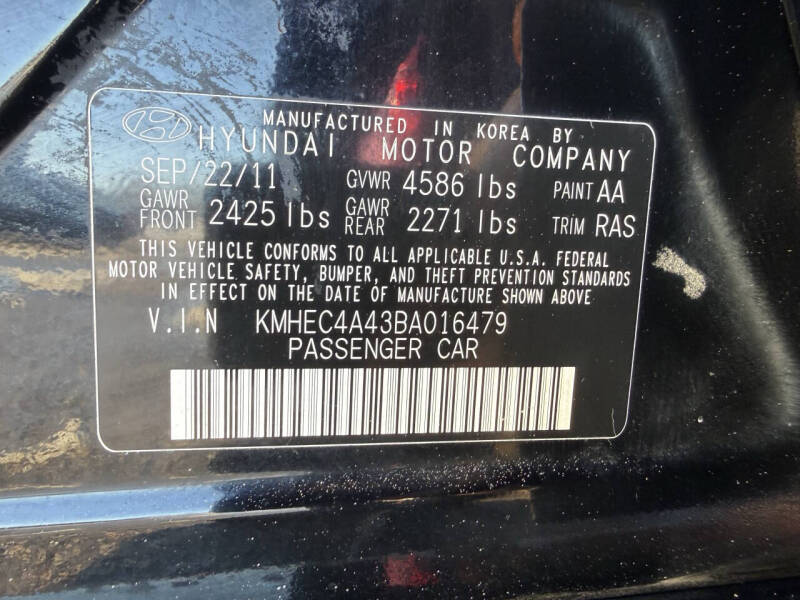 MANUFACTURED IN KOREA BY
HYUNDAI MOTOR COMPANY
SEP/22/11 GVWR 4586 lbs PAINT AA
GAWR FRONT 2425 lbs GAWR REAR 2271 lbs TRIM RAS
THIS VEHICLE CONFORMS TO ALL APPLICABLE U.S.A. FEDERAL
MOTOR VEHICLE SAFETY, BUMPER, AND THEFT PREVENTION STANDARDS
IN EFFECT ON THE DATE OF MANUFACTURE SHOWN ABOVE.
V.I.N KMHEC4A43BA016479
PASSENGER CAR